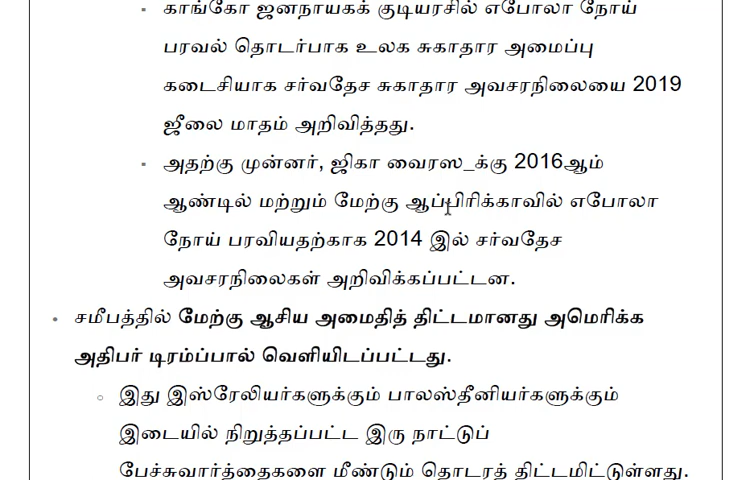 காங்கோ ஜனநாயகக் குடியரசில் எபோலா நோய்
பரவல் தொடர்பாக உலக சுகாதார அமைப்பு
கடைசியாக சர்வதேச சுகாதார அவசரநிலையை 2019
ஜீலை மாதம் அறிவித்தது.
அதற்கு முன்னர், ஜிகா வைரஸ_க்கு 2016ஆம்
ஆண்டில் மற்றும் மேற்கு ஆப்பிரிக்காவில் எபோலா
நோய் பரவியதற்காக 2014 இல் சர்வதேச
அவசரநிலைகள் அறிவிக்கப்பட்டன.
சமீபத்தில் மேற்கு ஆசிய அமைதித் திட்டமானது அமெரிக்க
அதிபர் டிரம்ப்பால் வெளியிடப்பட்டது.
இது இஸ்ரேலியர்களுக்கும் பாலஸ்தீனியர்களுக்கும்
இடையில் நிறுத்தப்பட்ட இரு நாட்டுப்
பேச்சுவார்த்தைகளை மீண்டும் தொடரத் திட்டமிட்டுள்ளது.